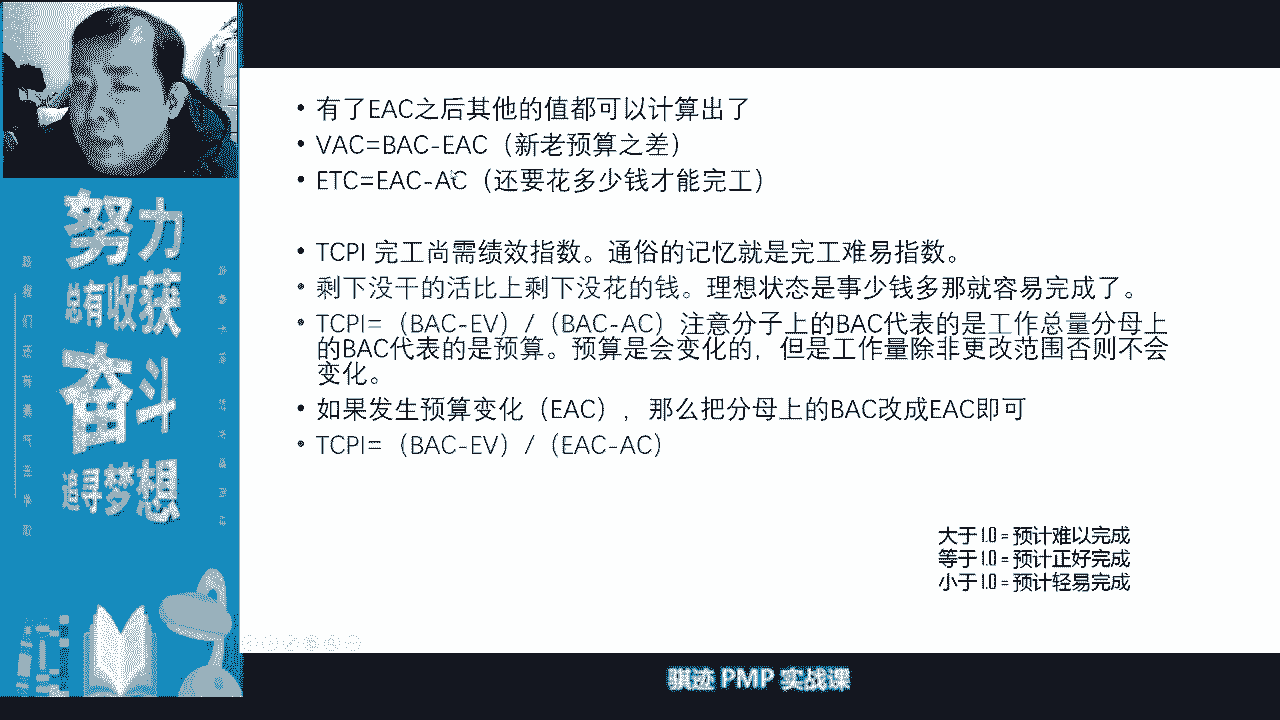 努力
总有收获
奋斗
追寻梦想
• 有了EAC之后其他的值都可以计算出了
• VAC=BAC-EAC（新老预算之差）
• ETC=EAC-AC（还要花多少钱才能完工）
• TCPI 完工尚需绩效指数。通俗的记忆就是完工难易指数。
• 剩下没干的活比上剩下没花的钱。理想状态是事少钱多那就容易完成了。
• TCPI=（BAC-EV）/（BAC-AC）注意分子上的BAC代表的是工作总量分母上
的BAC代表的是预算。预算是会变化的，但是工作量除非更改范围否则不会
变化。
• 如果发生预算变化（EAC），那么把分母上的BAC改成EAC即可
• TCPI=（BAC-EV）/（EAC-AC）
大于1.0 = 预计难以完成
等于1.0 = 预计正好完成
小于1.0 = 预计轻易完成
骐迹 PMP 实战课